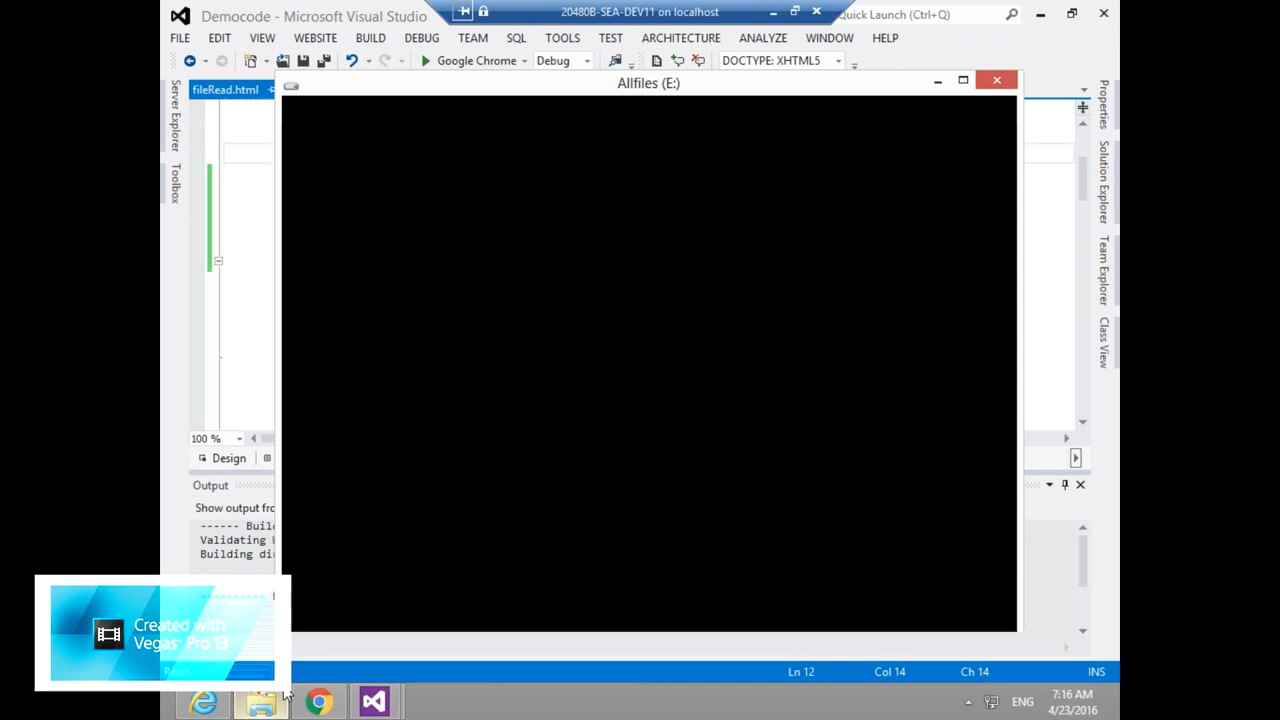 Democode - Microsoft Visual Studio
20480B-SEA-DEV11 on localhost
Quick Launch (Ctrl+Q)
FILE EDIT VIEW WEBSITE BUILD DEBUG TEAM SQL TOOLS TEST ARCHITECTURE ANALYZE WINDOW HELP
Google Chrome Debug DOCTYPE: XHTML5
fileRead.html
Allfiles (E:)
Server Explorer
Toolbox
Properties
Solution Explorer
Team Explorer
Class View
100 %
Design
Output
Show output fro
------ Buil
Validating
Building di
Created with
Vegas Pro 13
Ready
Ln 12 Col 14 Ch 14 INS
ENG
7:16 AM
4/23/2016